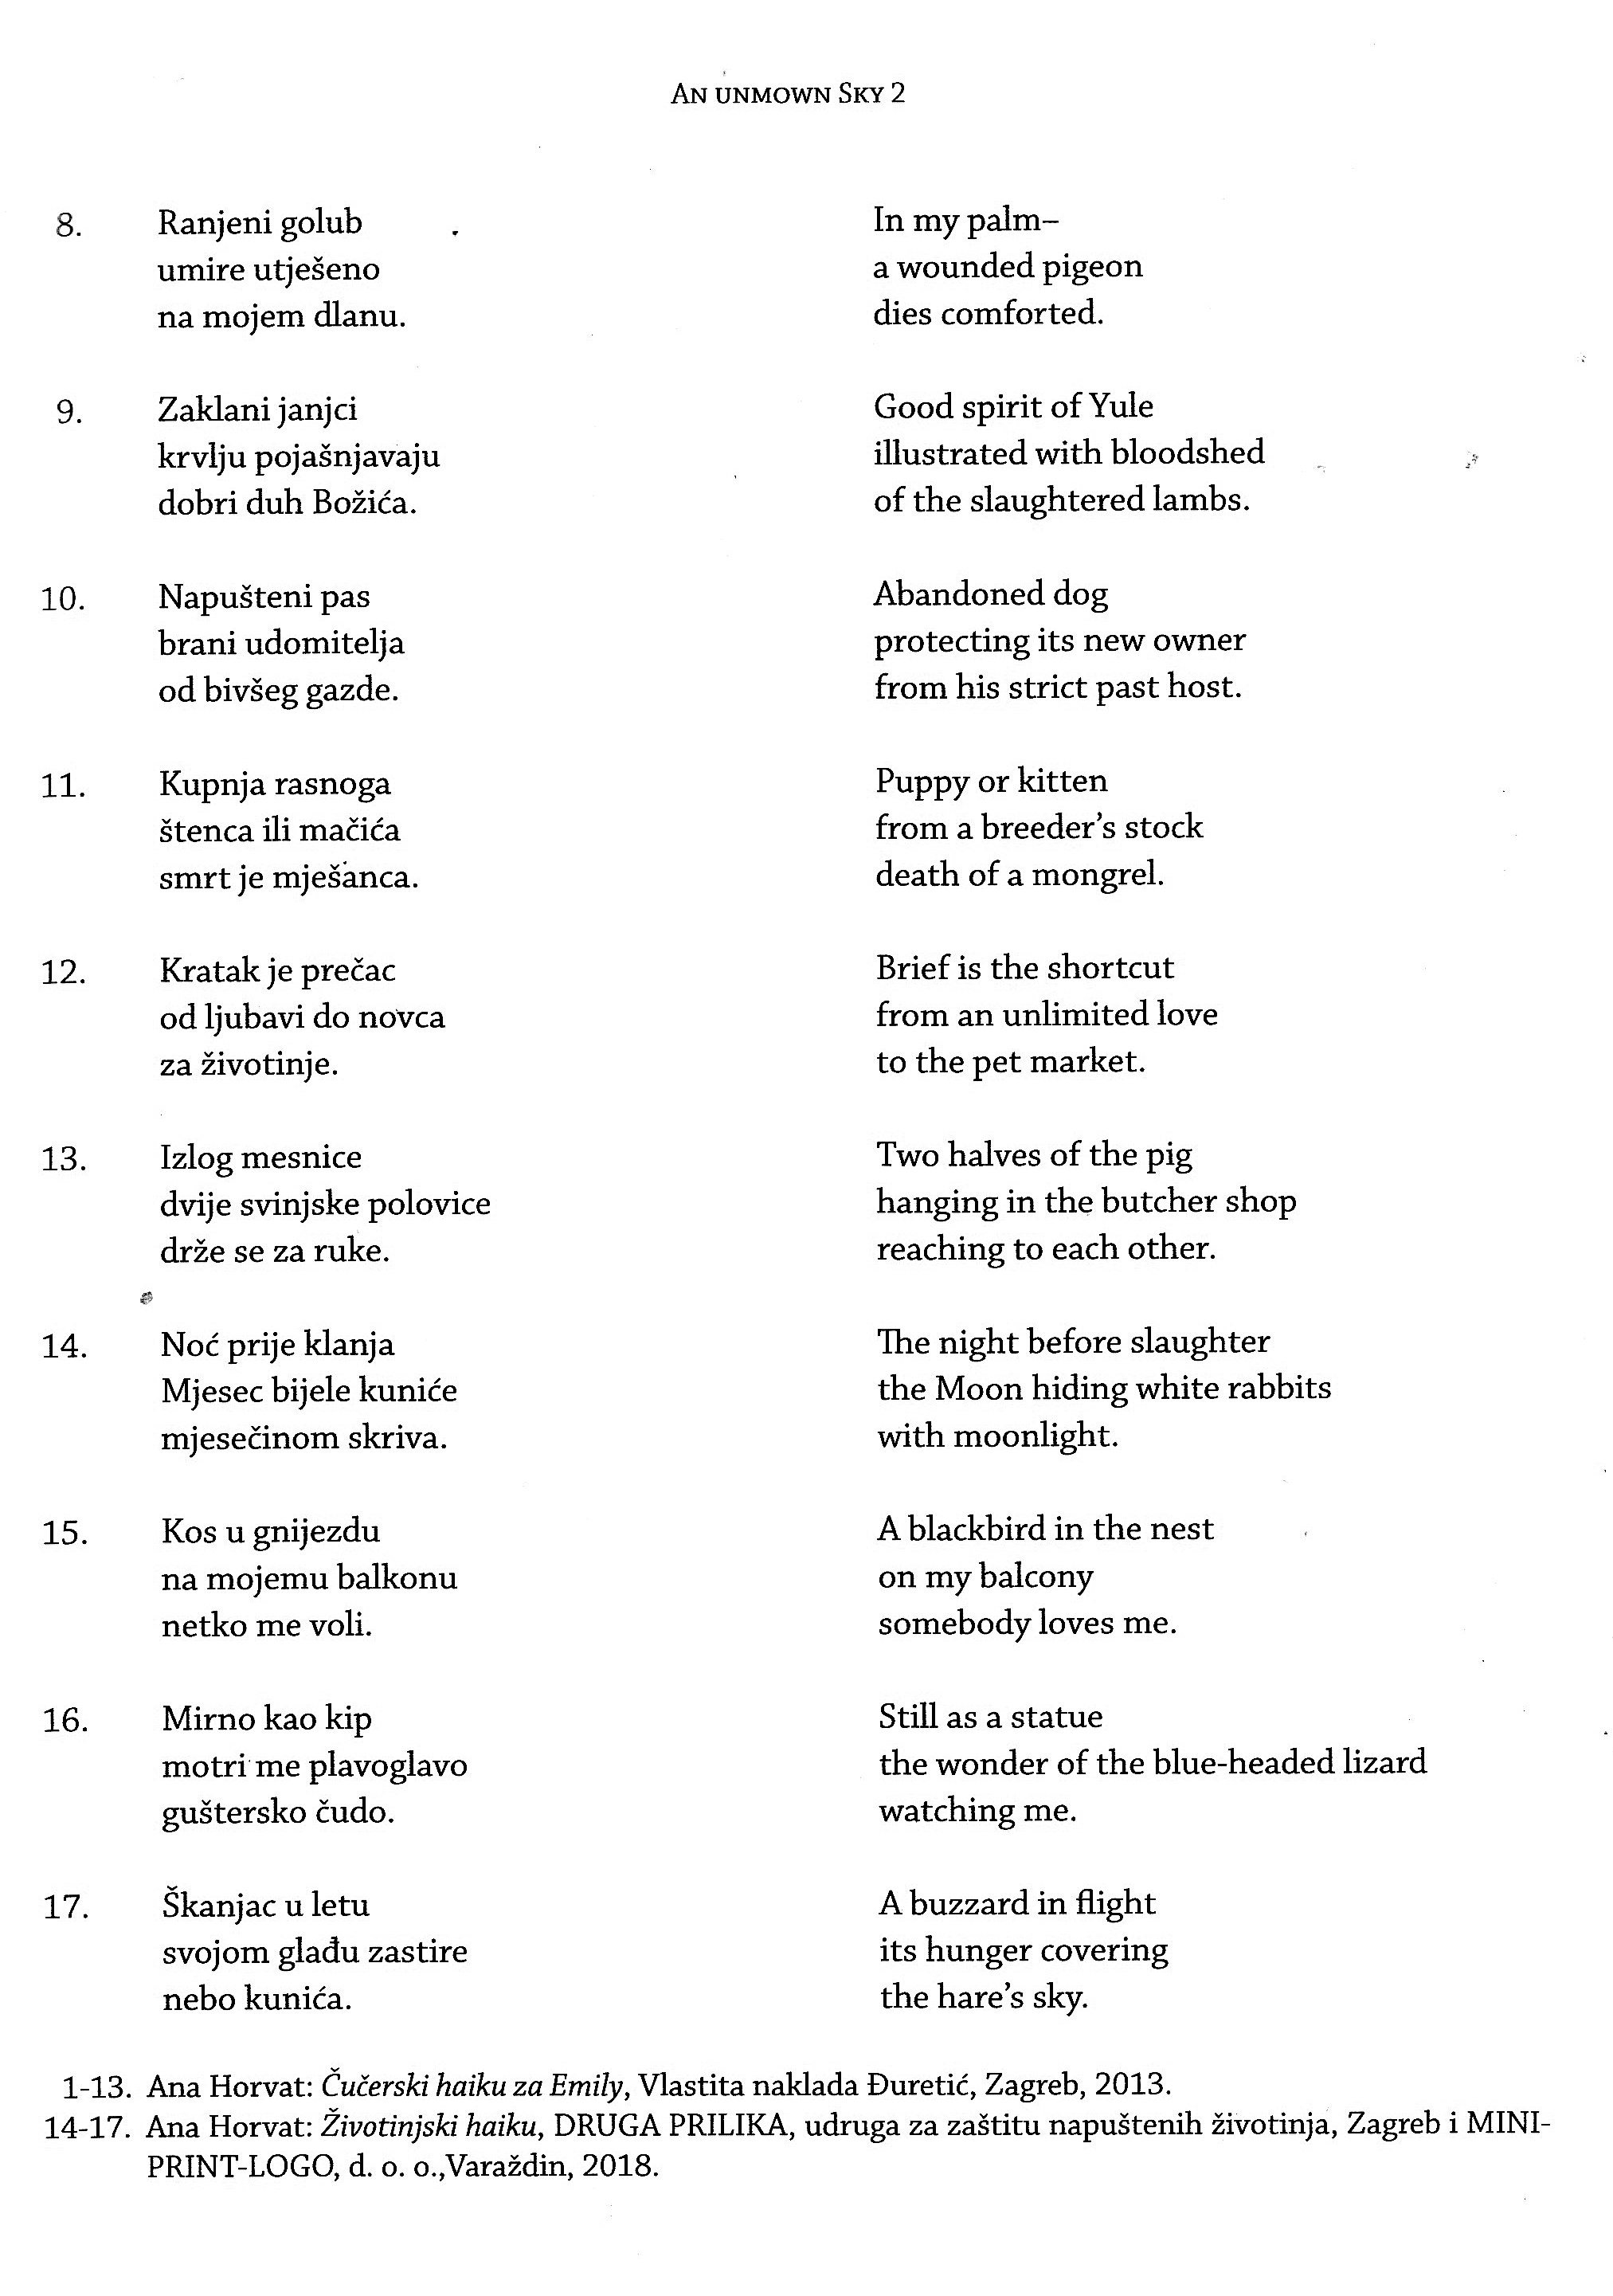 AN UNMOWN SKY 2
8. Ranjeni golub
umire utješeno
na mojem dlanu.
In my palm–
a wounded pigeon
dies comforted.
9. Zaklani janjci
krvlju pojašnjavaju
dobri duh Božića.
Good spirit of Yule
illustrated with bloodshed
of the slaughtered lambs.
10. Napušteni pas
brani udomitelja
od bivšeg gazde.
Abandoned dog
protecting its new owner
from his strict past host.
11. Kupnja rasnoga
štenca ili mačića
smrt je mješanca.
Puppy or kitten
from a breeder’s stock
death of a mongrel.
12. Kratak je prečac
od ljubavi do novca
za životinje.
Brief is the shortcut
from an unlimited love
to the pet market.
13. Izlog mesnice
dvije svinjske polovice
drže se za ruke.
Two halves of the pig
hanging in the butcher shop
reaching to each other.
14. Noć prije klanja
Mjesec bijele kuniće
mjesečinom skriva.
The night before slaughter
the Moon hiding white rabbits
with moonlight.
15. Kos u gnijezdu
na mojemu balkonu
netko me voli.
A blackbird in the nest
on my balcony
somebody loves me.
16. Mirno kao kip
motri me plavoglavo
guštersko čudo.
Still as a statue
the wonder of the blue-headed lizard
watching me.
17. Škanjac u letu
svojom glađu zastire
nebo kunića.
A buzzard in flight
its hunger covering
the hare’s sky.
1-13. Ana Horvat: Čučerski haiku za Emily, Vlastita naklada Đuretić, Zagreb, 2013.
14-17. Ana Horvat: Životinjski haiku, DRUGA PRILIKA, udruga za zaštitu napuštenih životinja, Zagreb i MINI-
PRINT-LOGO, d. o. o.,Varaždin, 2018.